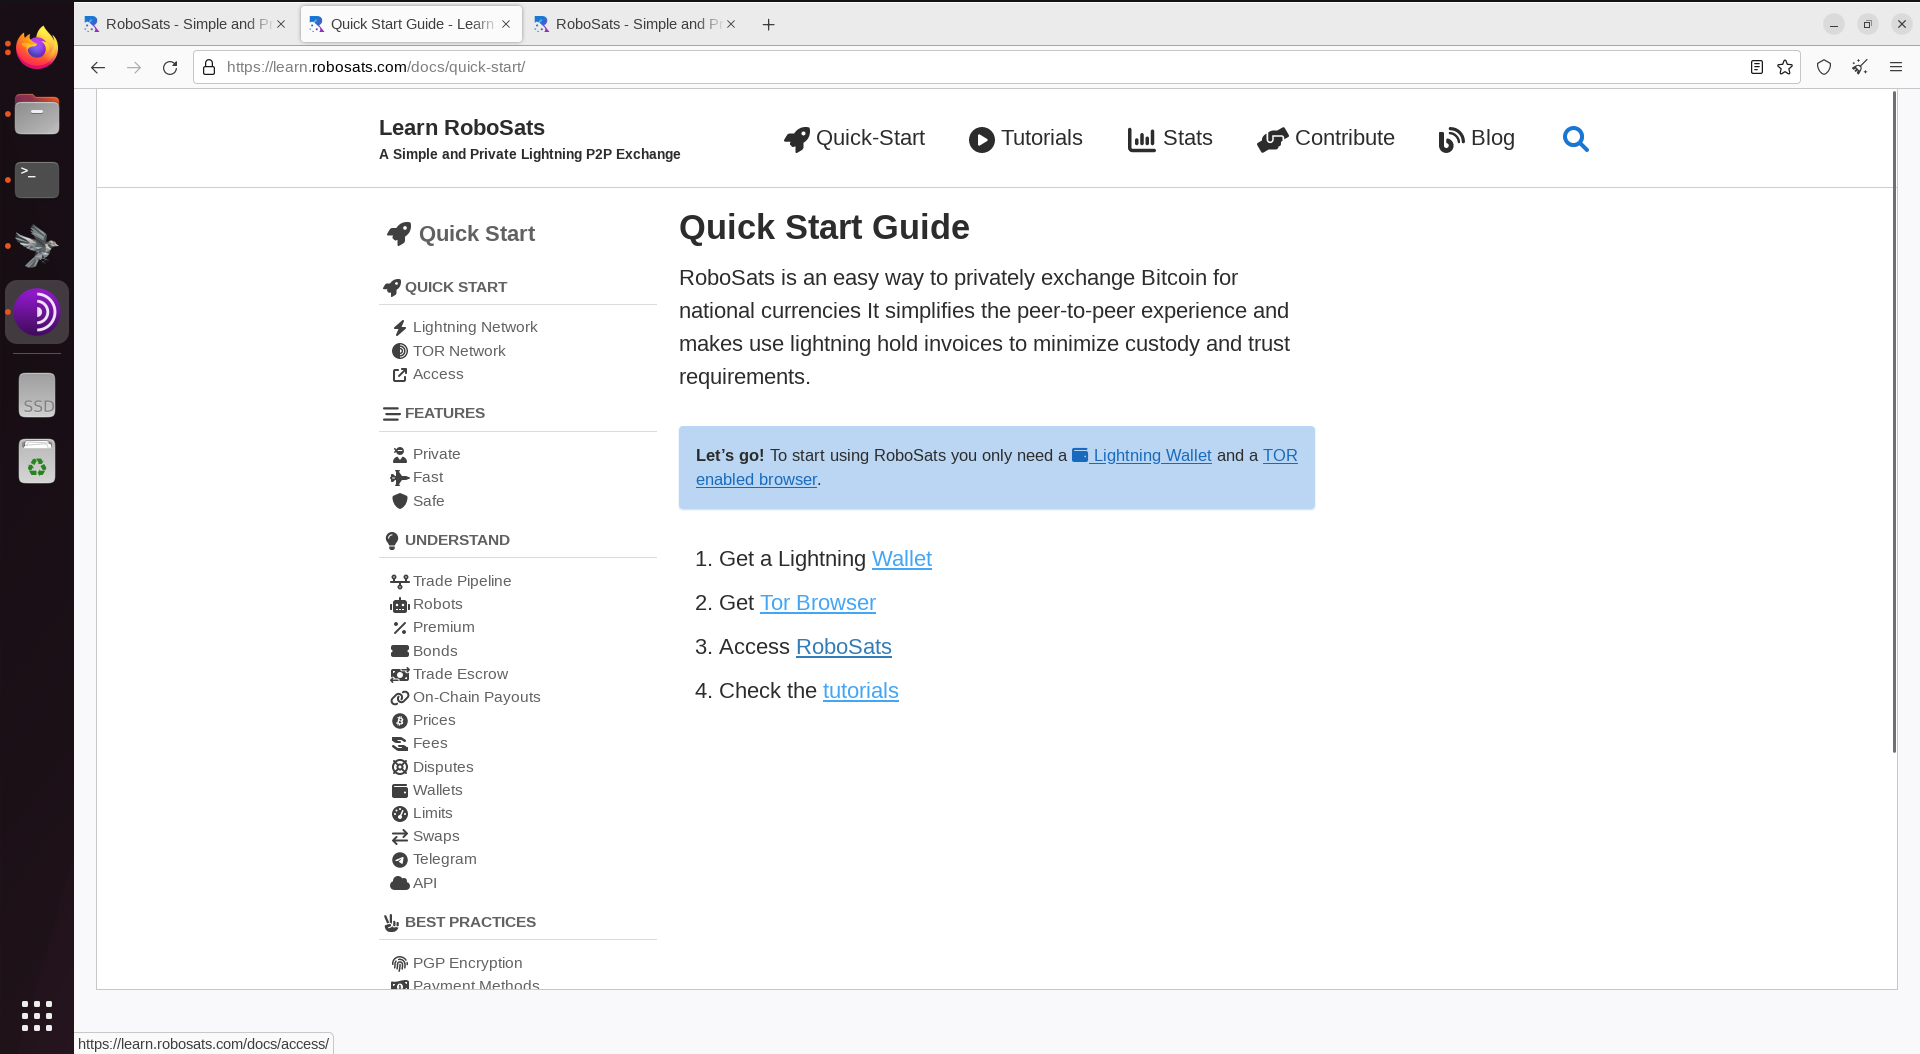 RoboSats - Simple and Pr
Quick Start Guide - Learn
RoboSats - Simple and Pr
https://learn.robosats.com/docs/quick-start/
Learn RoboSats
A Simple and Private Lightning P2P Exchange
Quick-Start
Tutorials
Stats
Contribute
Blog
Quick Start
QUICK START
Lightning Network
TOR Network
Access
FEATURES
Private
Fast
Safe
UNDERSTAND
Trade Pipeline
Robots
Premium
Bonds
Trade Escrow
On-Chain Payouts
Prices
Fees
Disputes
Wallets
Limits
Swaps
Telegram
API
BEST PRACTICES
PGP Encryption
Payment Methods
Quick Start Guide
RoboSats is an easy way to privately exchange Bitcoin for
national currencies It simplifies the peer-to-peer experience and
makes use lightning hold invoices to minimize custody and trust
requirements.
Let’s go! To start using RoboSats you only need a Lightning Wallet and a TOR
enabled browser.
1. Get a Lightning Wallet
2. Get Tor Browser
3. Access RoboSats
4. Check the tutorials
>_
SSD
https://learn.robosats.com/docs/access/